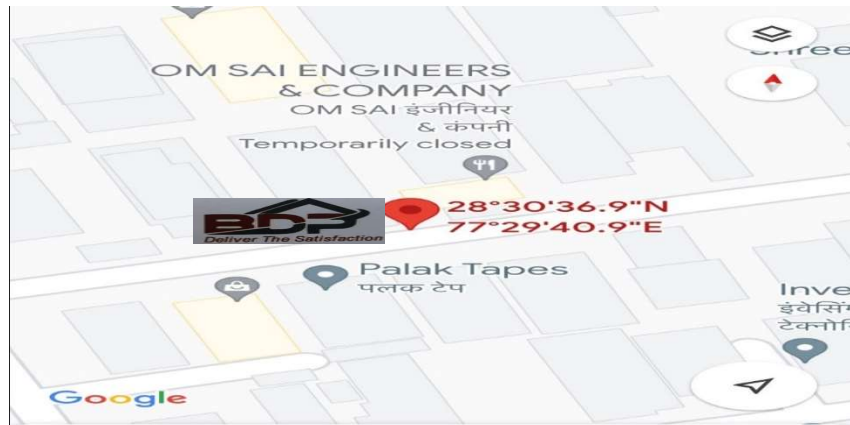 Shree
OM SAI ENGINEERS
& COMPANY
OM SAI इंजीनियर
& कंपनी
Temporarily closed
BDP
Deliver The Satisfaction
28°30'36.9"N
77°29'40.9"E
Palak Tapes
पलक टेप
Inve
इंवेसिं
टेक्नो
Google